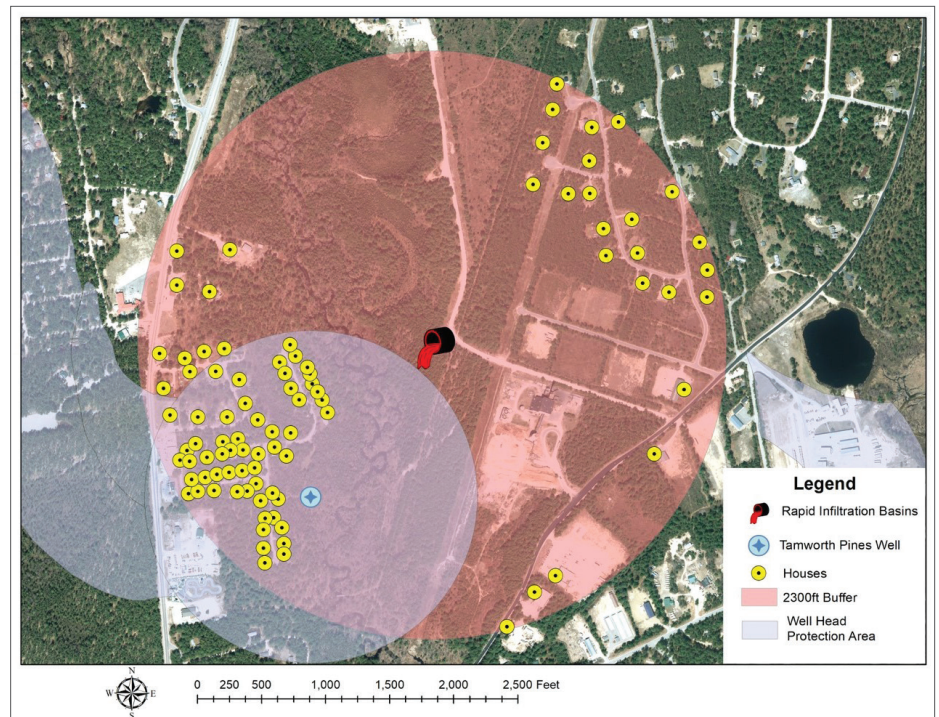 Legend
Rapid Infiltration Basins
Tamworth Pines Well
Houses
2300ft Buffer
Well Head
Protection Area
N
W E
S
0 250 500 1,000 1,500 2,000 2,500 Feet